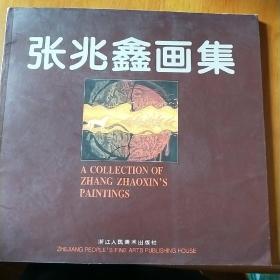 张兆鑫画集
A COLLECTION OF
ZHANG ZHAOXIN'S
PAINTINGS
浙江人民美术出版社
ZHEJIANG PEOPLE'S FINE ARTS PUBLISHING HOUSE